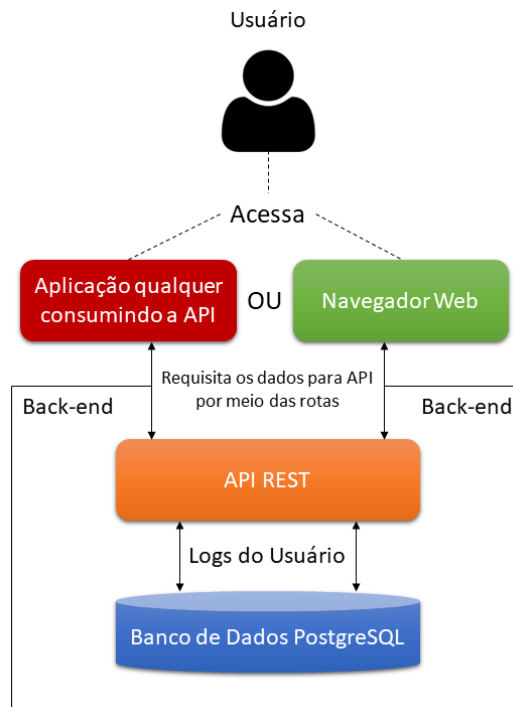 Usuário
Acessa
Aplicação qualquer
consumindo a API
OU
Navegador Web
Requisita os dados para API
por meio das rotas
Back-end
Back-end
API REST
Logs do Usuário
Banco de Dados PostgreSQL